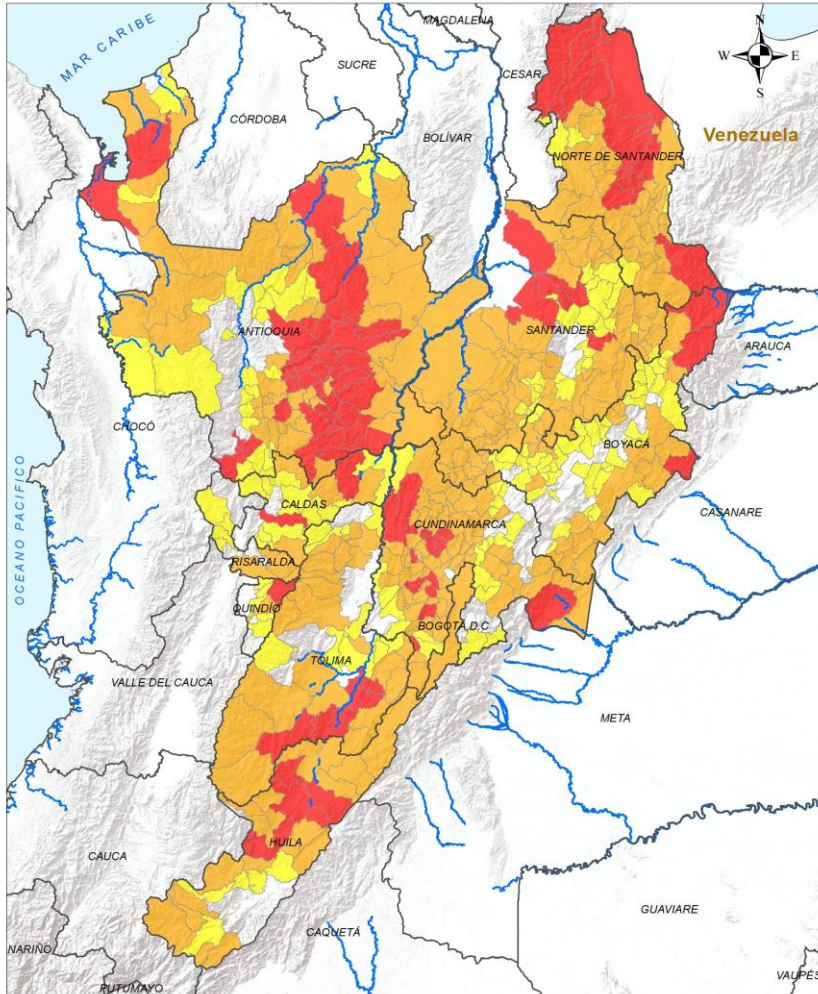 MAGDALENA
N
W E
S
MAR CARIBE
SUCRE
CESAR
CÓRDOBA
BOLÍVAR
Venezuela
NORTE DE SANTANDER
ANTIOQUIA
SANTANDER
ARAUCA
CHOCÓ
BOYACÁ
OCEANO PACIFICO
CALDAS
CUNDINAMARCA
CASANARE
RISARALDA
QUINDÍO
BOGOTÁ, D.C
TOLIMA
VALLE DEL CAUCA
META
HUILA
CAUCA
GUAVIARE
CAQUETÁ
NARIÑO
PUTUMAYO
VAUPÉS